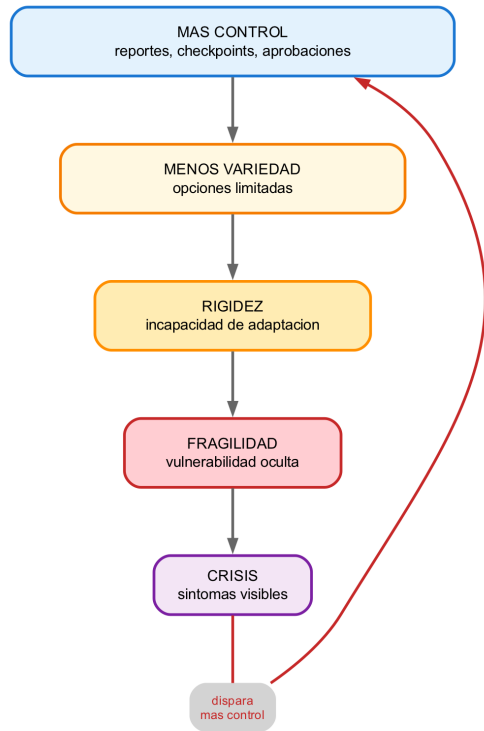 MAS CONTROL
reportes, checkpoints, aprobaciones
MENOS VARIEDAD
opciones limitadas
RIGIDEZ
incapacidad de adaptacion
FRAGILIDAD
vulnerabilidad oculta
CRISIS
sintomas visibles
dispara
mas control